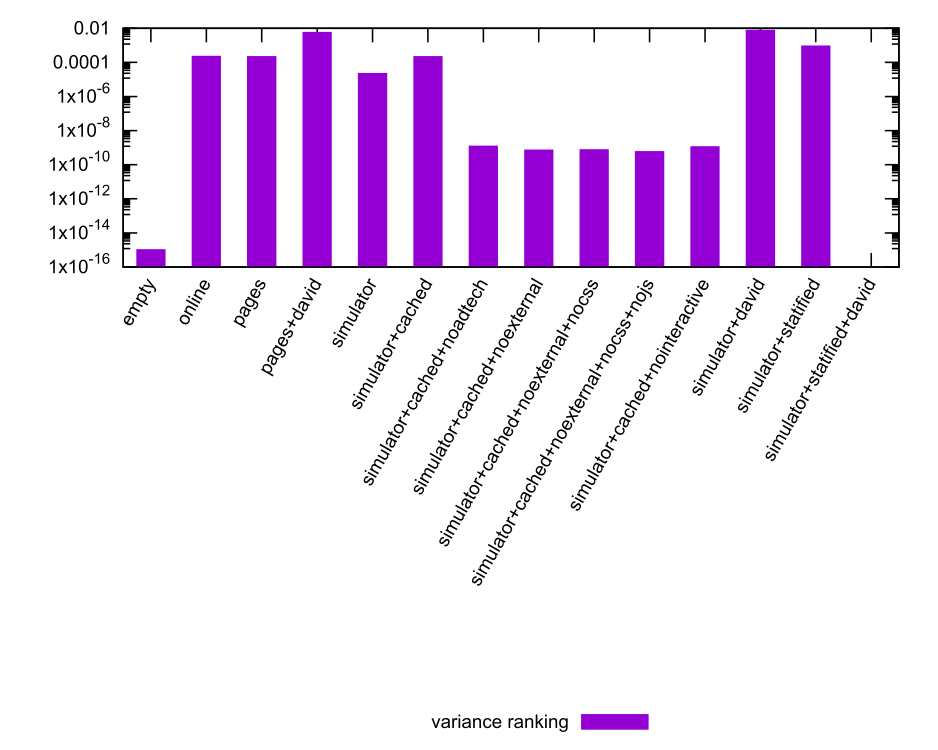 0.01
0.0001
1x10-6
1x10-8
1x10-10
1x10-12
1x10-14
1x10-16
empty
online
pages
pages+david
simulator
simulator+cached
simulator+cached+noadtech
simulator+cached+noexternal
simulator+cached+noexternal+nocss
simulator+cached+noexternal+nocss+nojs
simulator+cached+nointeractive
simulator+david
simulator+statified
simulator+statified+david
variance ranking